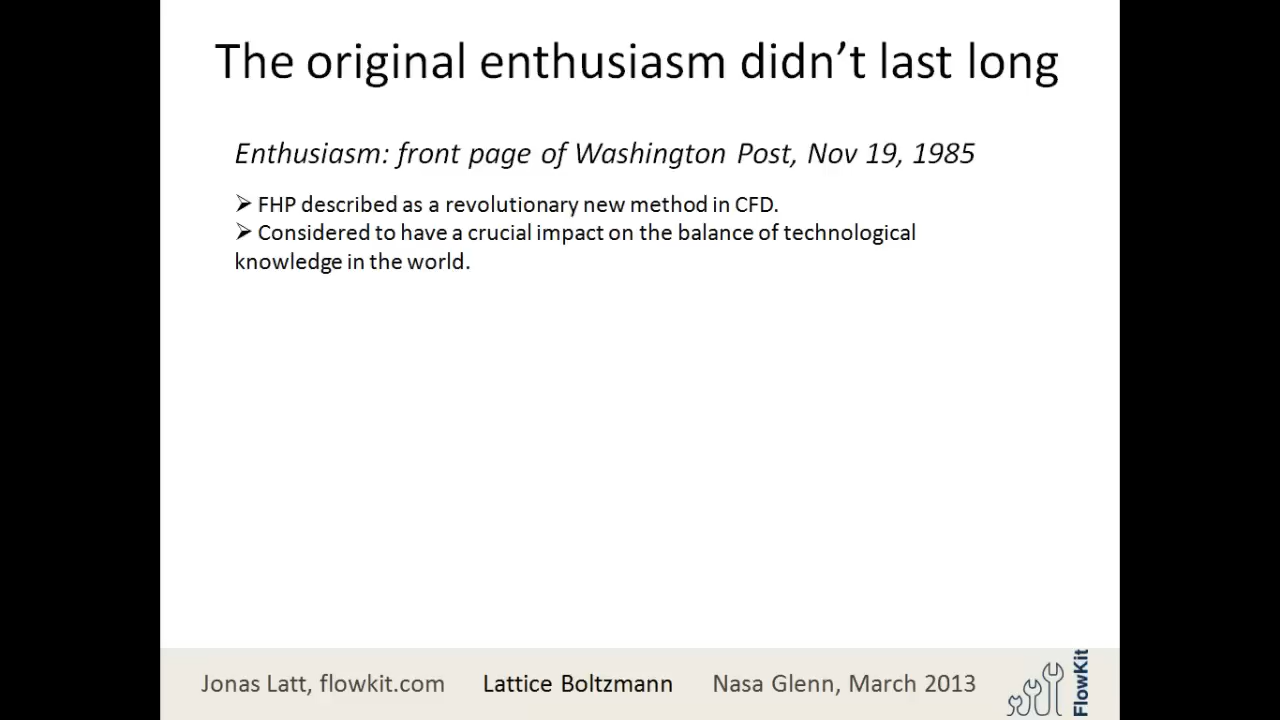 The original enthusiasm didn’t last long
Enthusiasm: front page of Washington Post, Nov 19, 1985
➢ FHP described as a revolutionary new method in CFD.
➢ Considered to have a crucial impact on the balance of technological
knowledge in the world.
Jonas Latt, flowkit.com Lattice Boltzmann Nasa Glenn, March 2013
FlowKit